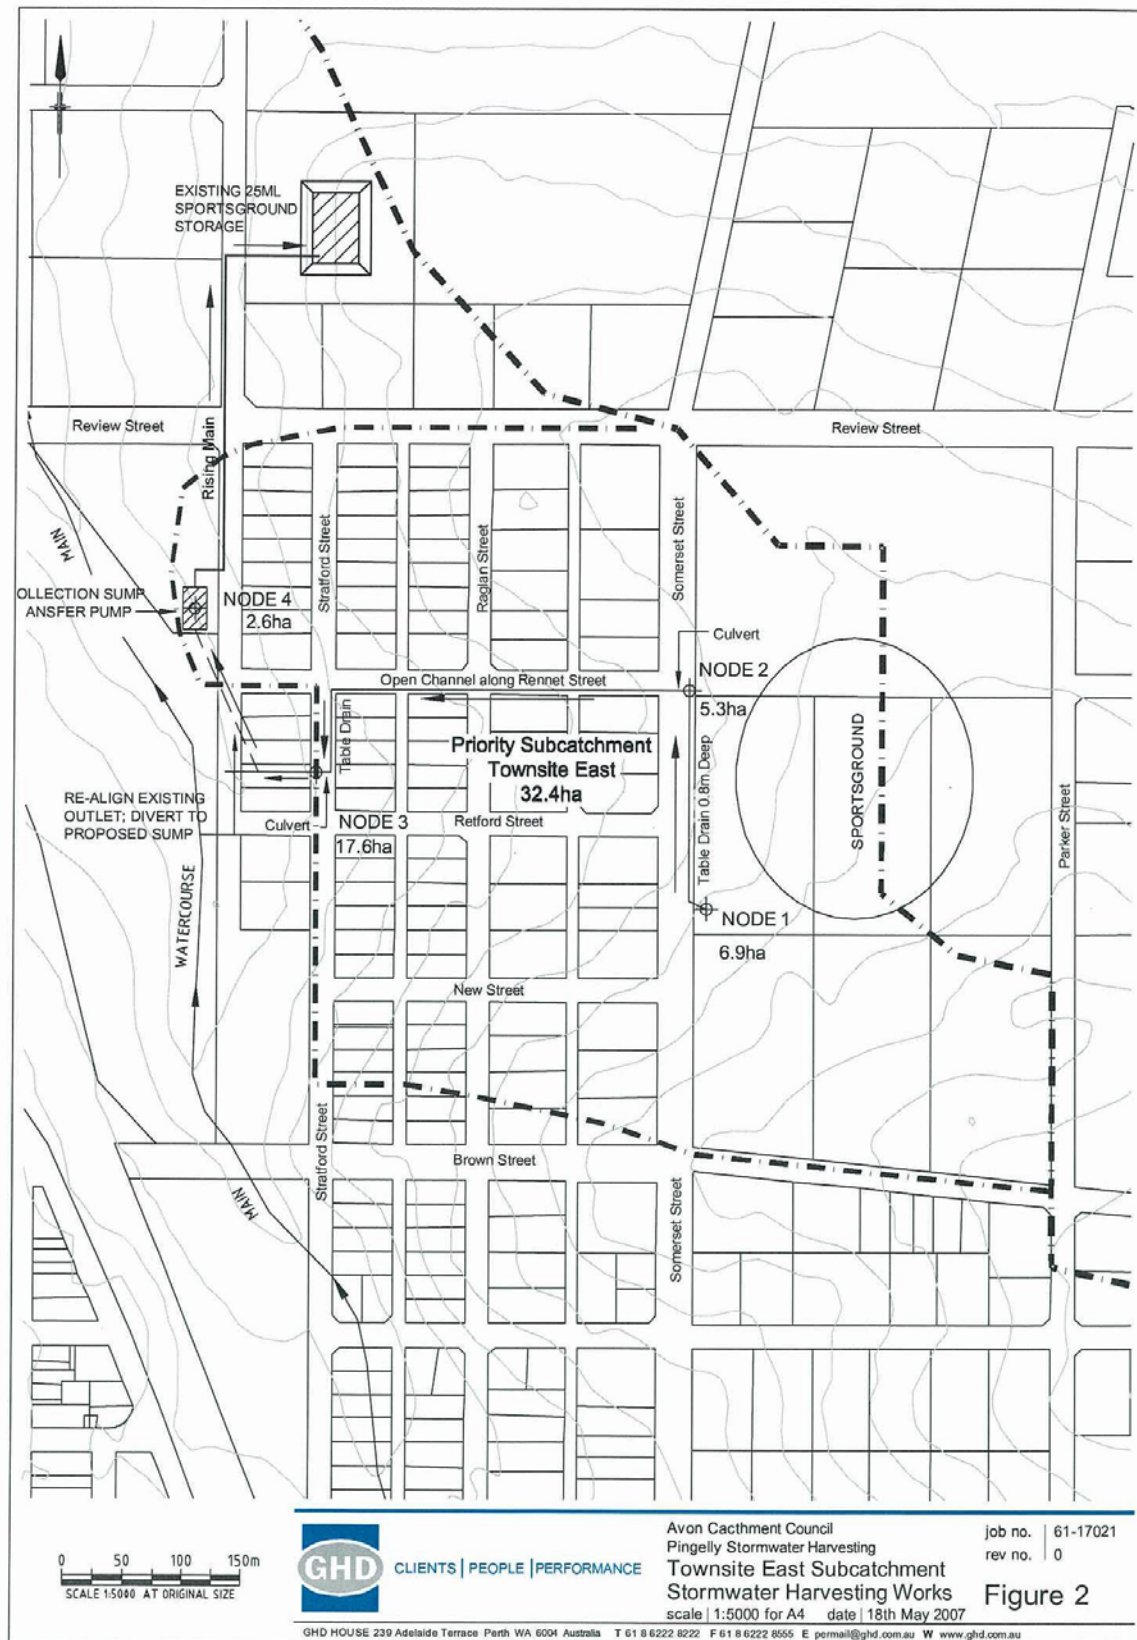 EXISTING 25ML
SPORTSGROUND
STORAGE
Review Street
Review Street
Rising Main
MAIN
Stratford Street
Raglan Street
Somerset Street
OLLECTION SUMP
ANSFER PUMP
NODE 4
2.6ha
Culvert
NODE 2
5.3ha
Open Channel along Rennet Street
Table Drain
Priority Subcatchment
Townsite East
32.4ha
Table Drain 0.8m Deep
SPORTSGROUND
Parker Street
RE-ALIGN EXISTING
OUTLET; DIVERT TO
PROPOSED SUMP
Culvert
NODE 3
17.6ha
Retford Street
WATERCOURSE
NODE 1
6.9ha
New Street
Stratford Street
Brown Street
MAIN
Somerset Street
0 50 100 150m
SCALE 1:5000 AT ORIGINAL SIZE
GHD
CLIENTS | PEOPLE | PERFORMANCE
Avon Cacthment Council
Pingelly Stormwater Harvesting
Townsite East Subcatchment
Stormwater Harvesting Works
scale | 1:5000 for A4 date | 18th May 2007
job no. | 61-17021
rev no. | 0
Figure 2
GHD HOUSE 239 Adelaide Terrace Perth WA 6004 Australia T 61 8 6222 8222 F 61 8 6222 8555 E permail@ghd.com.au W www.ghd.com.au